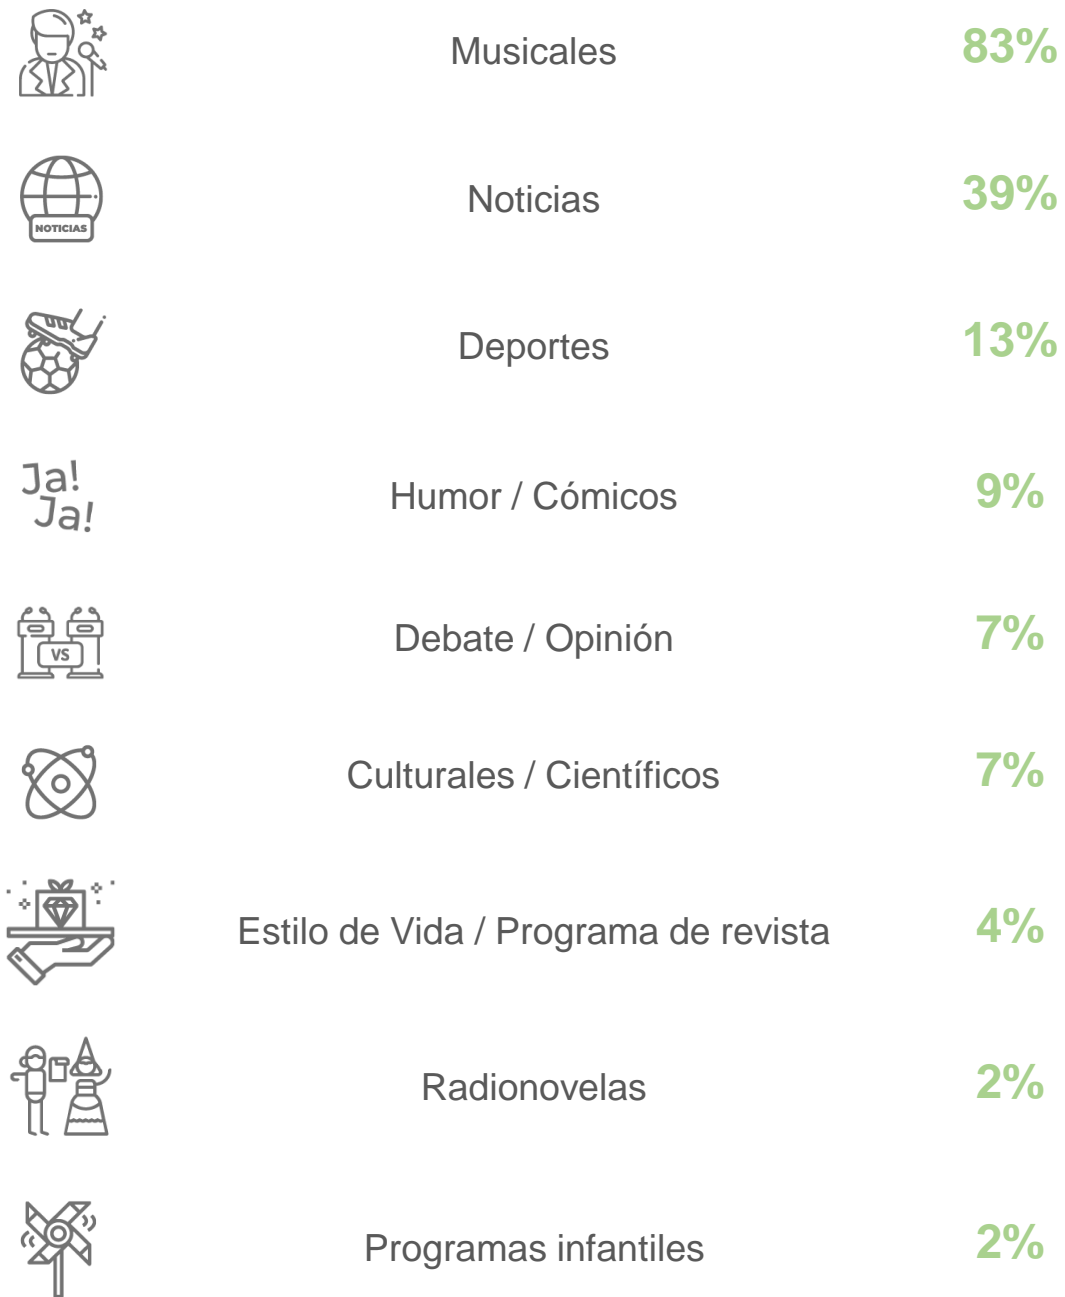 Musicales 83%
NOTICIAS
Noticias 39%
Deportes 13%
Ja!
Ja!
Humor / Cómicos 9%
VS
Debate / Opinión 7%
Culturales / Científicos 7%
Estilo de Vida / Programa de revista 4%
Radionovelas 2%
Programas infantiles 2%